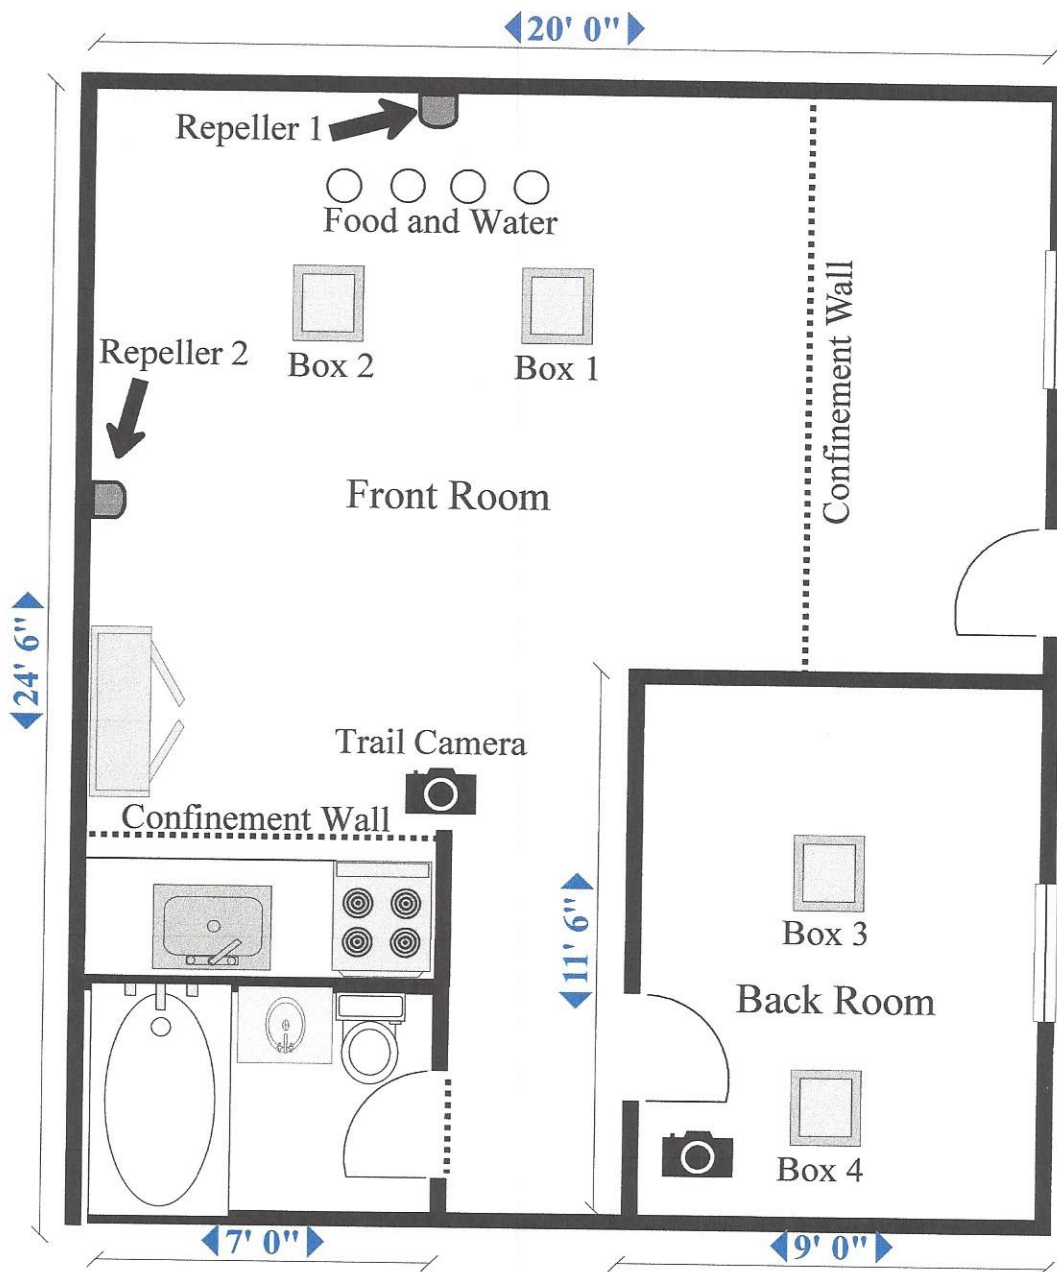 20' 0"
Repeller 1
Food and Water
Box 2
Box 1
Repeller 2
Confinement Wall
Front Room
24' 6"
Trail Camera
Confinement Wall
11' 6"
Box 3
Back Room
Box 4
7' 0"
9' 0"